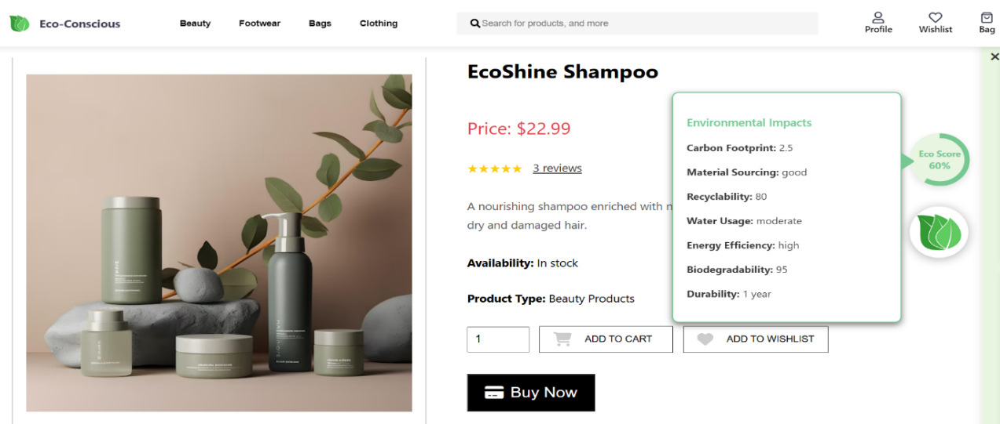 Eco-Conscious
Beauty
Footwear
Bags
Clothing
Search for products, and more
Profile
Wishlist
Bag
EcoShine Shampoo
Price: $22.99
3 reviews
A nourishing shampoo enriched with
dry and damaged hair.
Availability: In stock
Product Type: Beauty Products
1
ADD TO CART
ADD TO WISHLIST
Buy Now
Environmental Impacts
Carbon Footprint: 2.5
Material Sourcing: good
Recyclability: 80
Water Usage: moderate
Energy Efficiency: high
Biodegradability: 95
Durability: 1 year
Eco Score
60%